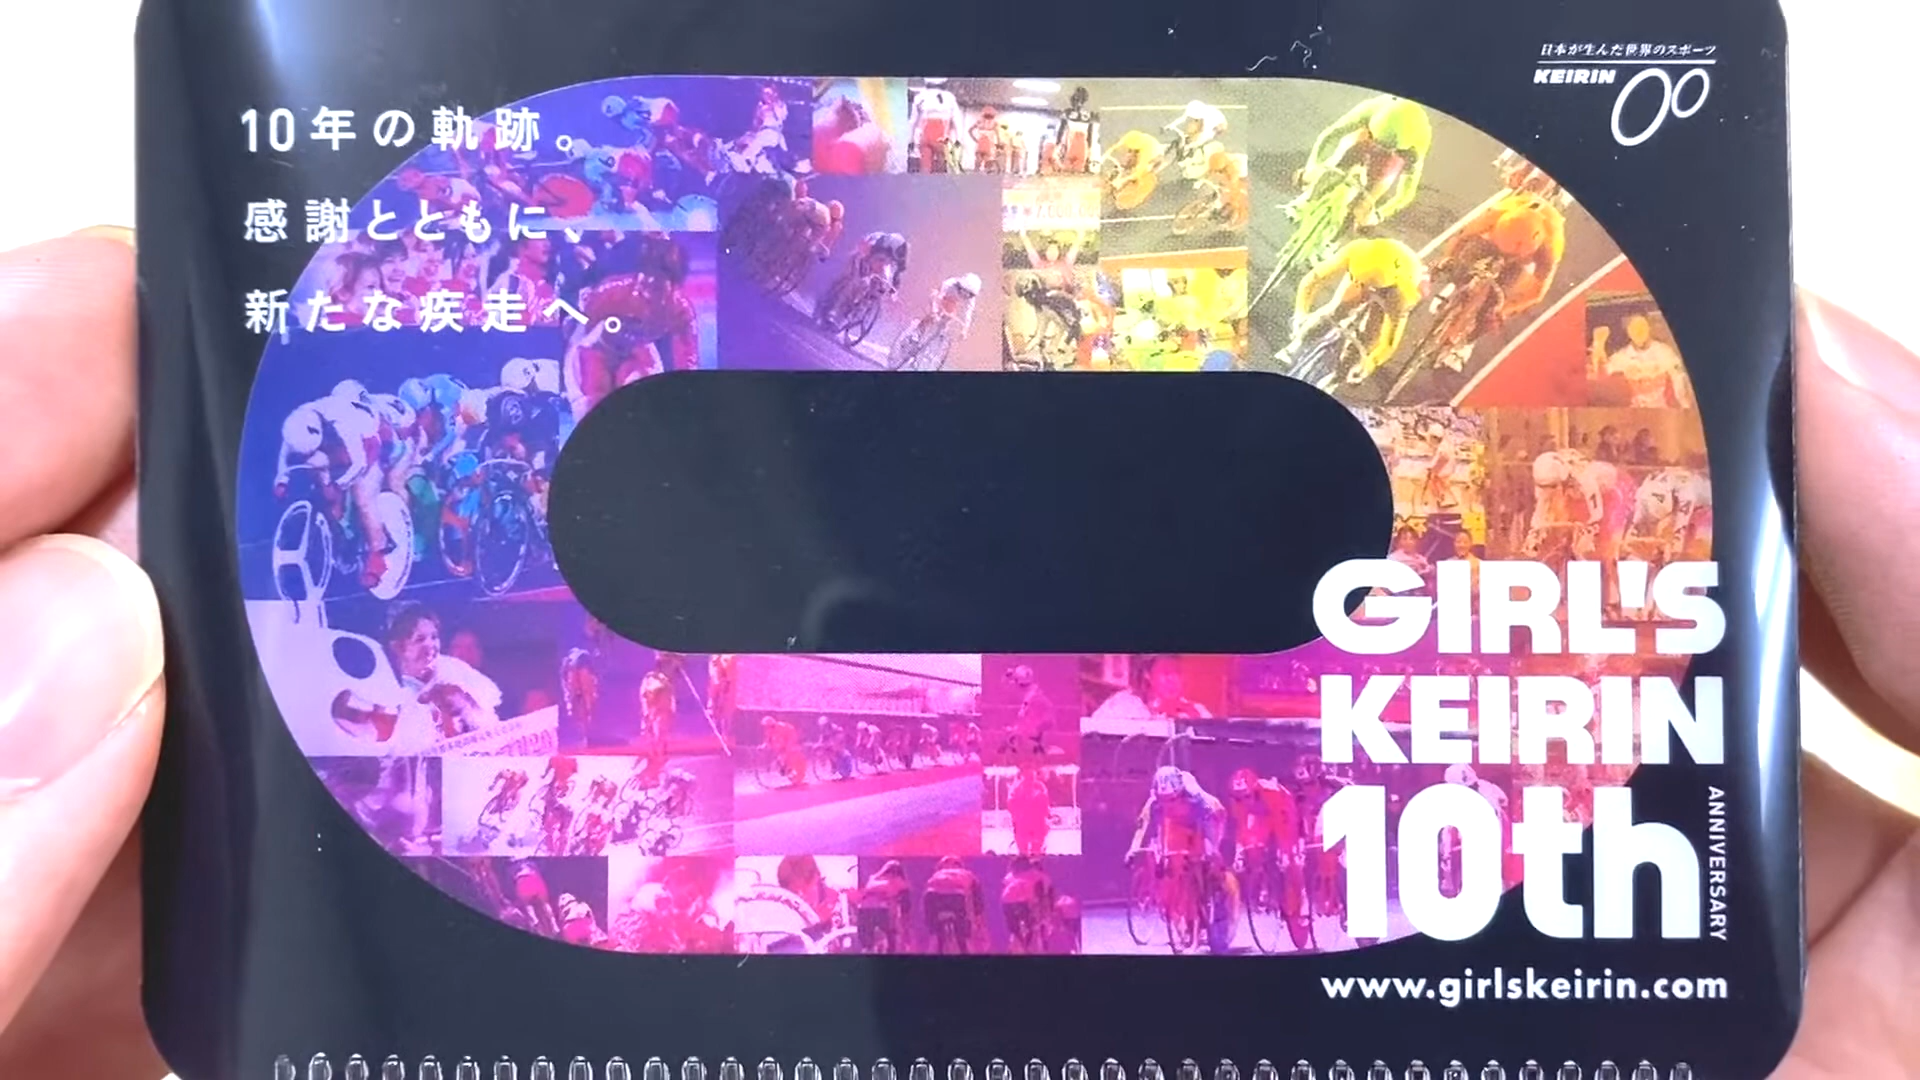 10年の軌跡。
感謝とともに、
新たな疾走へ。
日本が生んだ世界のスポーツ
KEIRIN
GIRL'S
KEIRIN
10th
ANNIVERSARY
www.girlskeirin.com